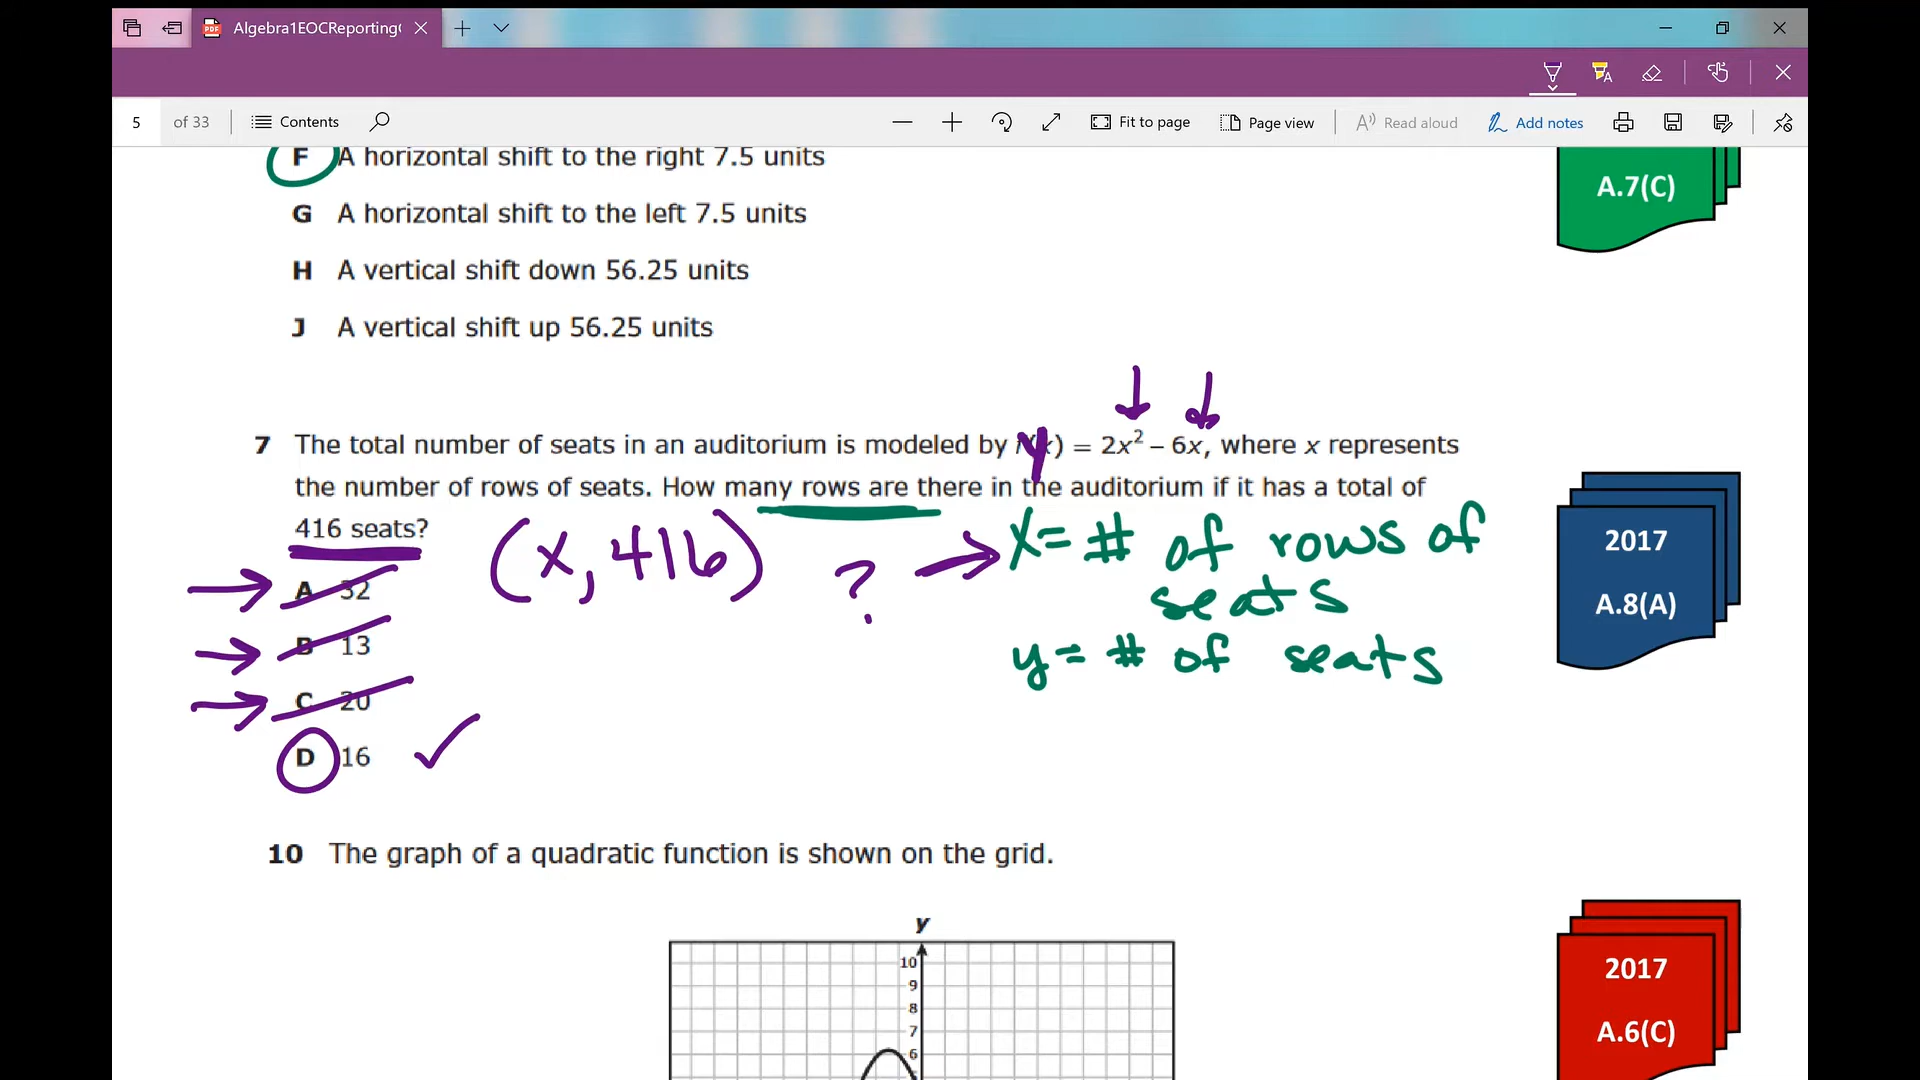 Algebra1EOCReporting(
5 of 33 Contents Fit to page Page view Read aloud Add notes
F A horizontal shift to the right 7.5 units
A.7(C)
G A horizontal shift to the left 7.5 units
H A vertical shift down 56.25 units
J A vertical shift up 56.25 units
7 The total number of seats in an auditorium is modeled by y) = 2x² – 6x, where x represents
the number of rows of seats. How many rows are there in the auditorium if it has a total of
416 seats?
(x, 416) ? → x = # of rows of
seats
y = # of seats
2017
A.8(A)
A 32
B 13
C 20
D 16
10 The graph of a quadratic function is shown on the grid.
y
10
9
8
7
6
2017
A.6(C)